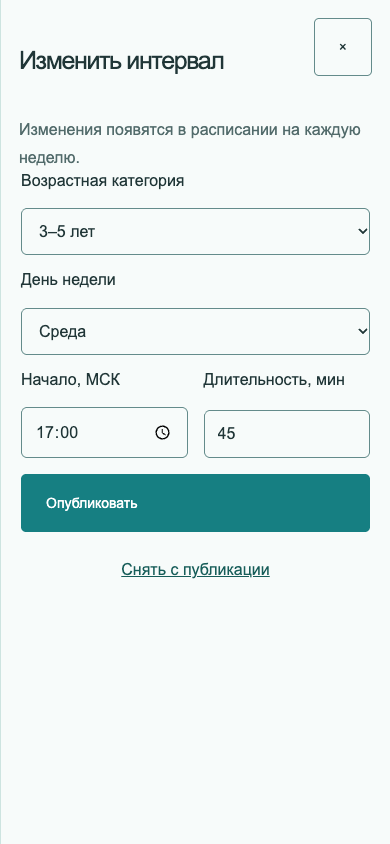 Изменить интервал
×
Изменения появятся в расписании на каждую
неделю.
Возрастная категория
3–5 лет
День недели
Среда
Начало, МСК
Длительность, мин
17:00
45
Опубликовать
Снять с публикации